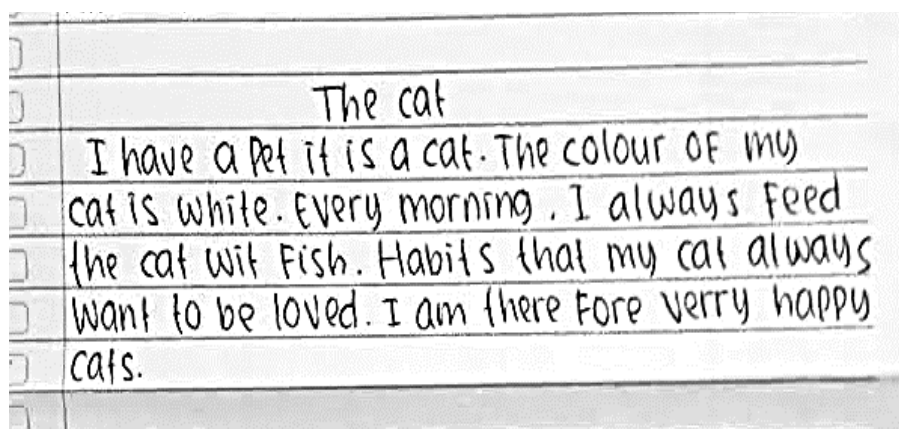 The cat
I have a Pet it is a cat. The colour of my
cat is white. Every morning. I always Feed
the cat wit Fish. Habits that my cat always
Want to be loved. I am there Fore Verry happy
cats.